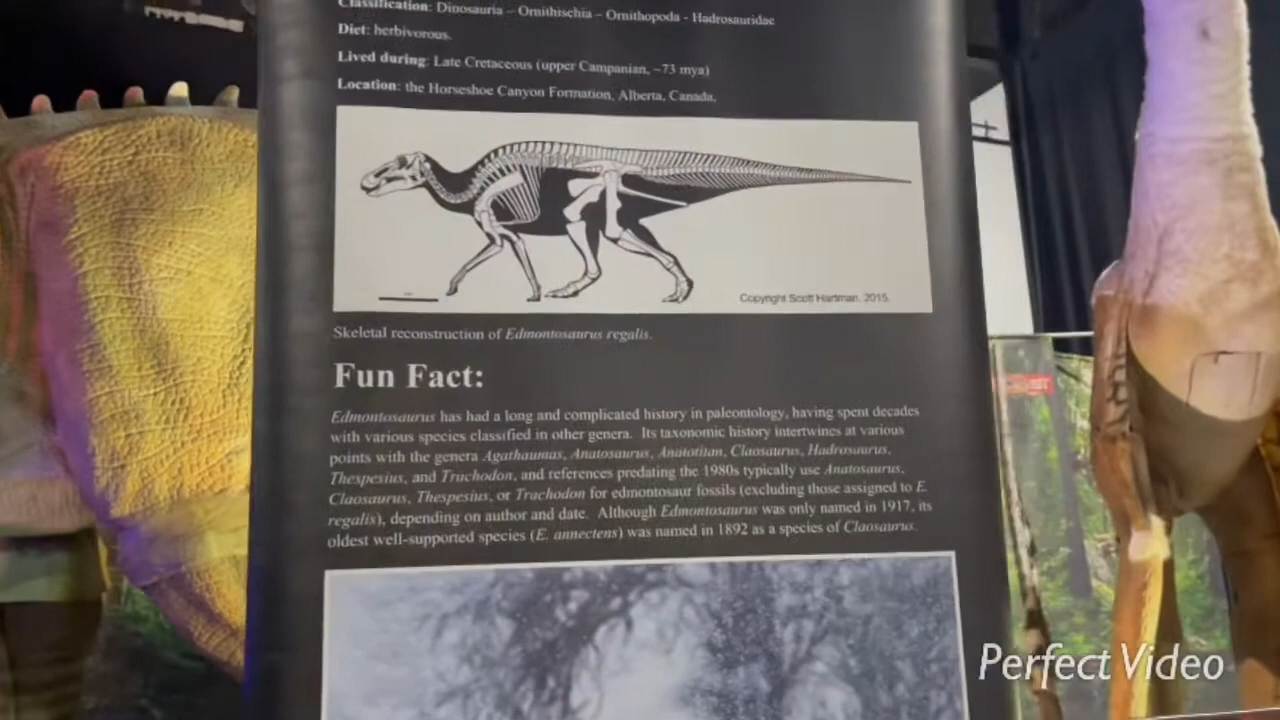 Classification: Dinosauria – Ornithischia – Ornithopoda - Hadrosauridae
Diet: herbivorous.
Lived during: Late Cretaceous (upper Campanian, ~73 mya)
Location: the Horseshoe Canyon Formation, Alberta, Canada.
Copyright Scott Hartman, 2015.
Skeletal reconstruction of Edmontosaurus regalis.
Fun Fact:
Edmontosaurus has had a long and complicated history in paleontology, having spent decades
with various species classified in other genera. Its taxonomic history intertwines at various
points with the genera Agathaumas, Anatosaurus, Anatotitan, Claosaurus, Hadrosaurus,
Thespesius, and Trachodon, and references predating the 1980s typically use Anatosaurus,
Claosaurus, Thespesius, or Trachodon for edmontosaur fossils (excluding those assigned to E.
regalis), depending on author and date. Although Edmontosaurus was only named in 1917, its
oldest well-supported species (E. annectens) was named in 1892 as a species of Claosaurus.
Perfect Video